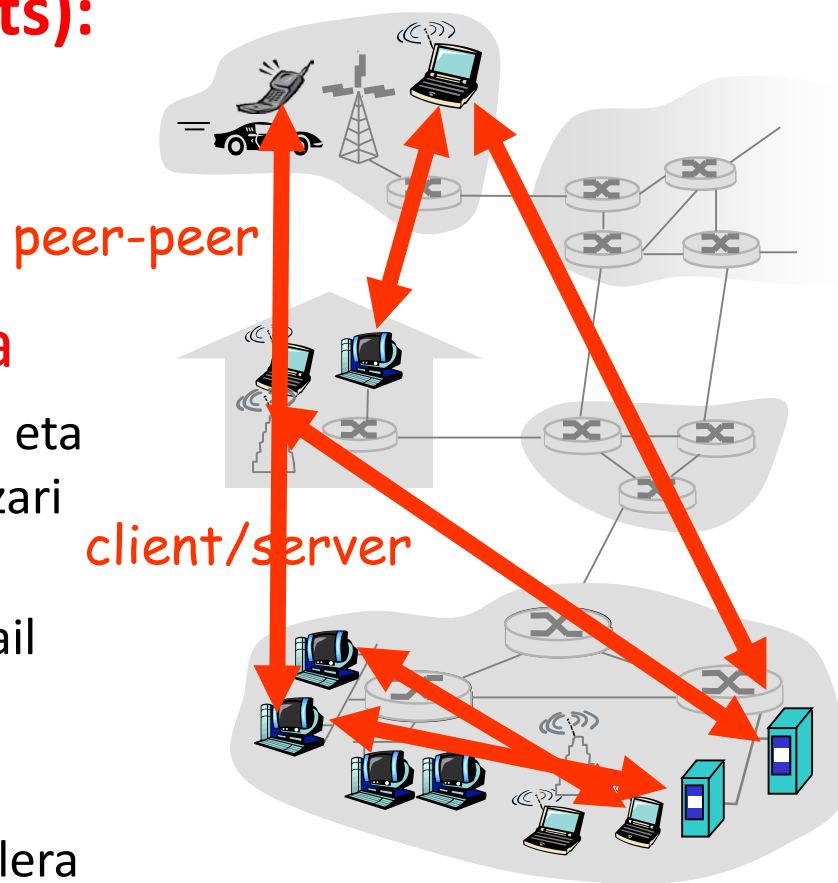 ts):
peer-peer
a
eta
zari
client/server
ail
lera